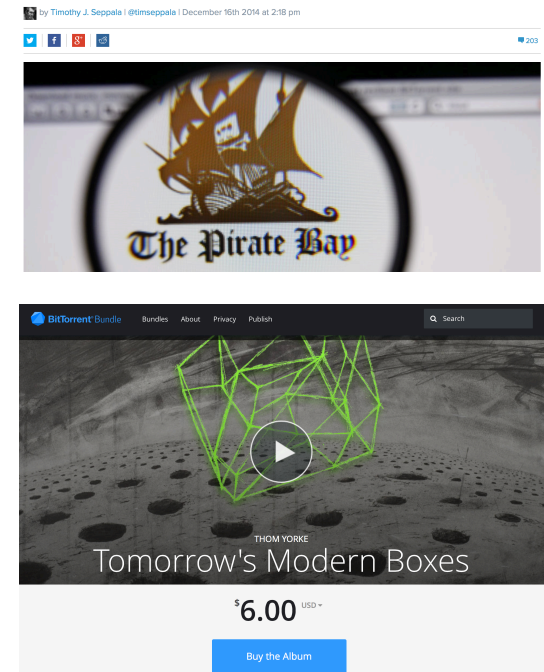 by Timothy J. Seppala | @timseppala | December 16th 2014 at 2:18 pm
203
The Pirate Bay
BitTorrent® Bundle Bundles About Privacy Publish Search
THOM YORKE
Tomorrow's Modern Boxes
$6.00 USD
Buy the Album